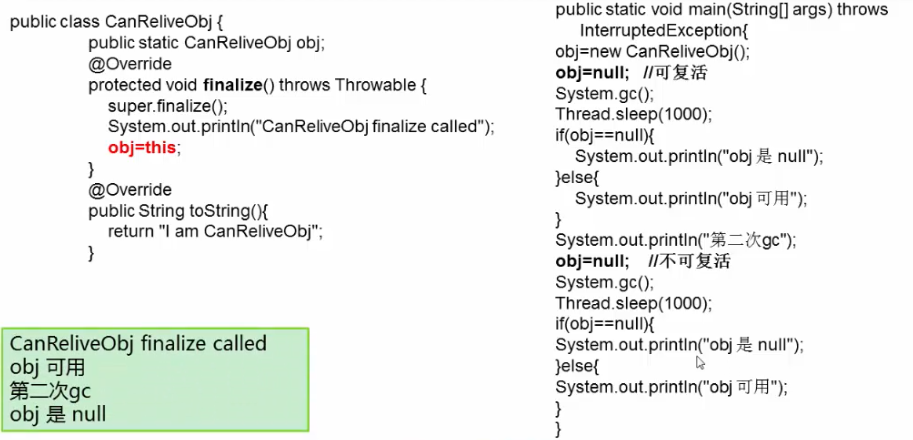 public class CanReliveObj {
public static CanReliveObj obj;
@Override
protected void finalize() throws Throwable {
super.finalize();
System.out.println("CanReliveObj finalize called");
obj=this;
}
@Override
public String toString(){
return "I am CanReliveObj";
}
CanReliveObj finalize called
obj 可用
第二次gc
obj 是 null
public static void main(String[] args) throws
InterruptedException{
obj=new CanReliveObj();
obj=null; //可复活
System.gc();
Thread.sleep(1000);
if(obj==null){
System.out.println("obj 是 null");
}else{
System.out.println("obj 可用");
}
System.out.println("第二次gc");
obj=null; //不可复活
System.gc();
Thread.sleep(1000);
if(obj==null){
System.out.println("obj 是 null");
}else{
System.out.println("obj 可用");
}
}